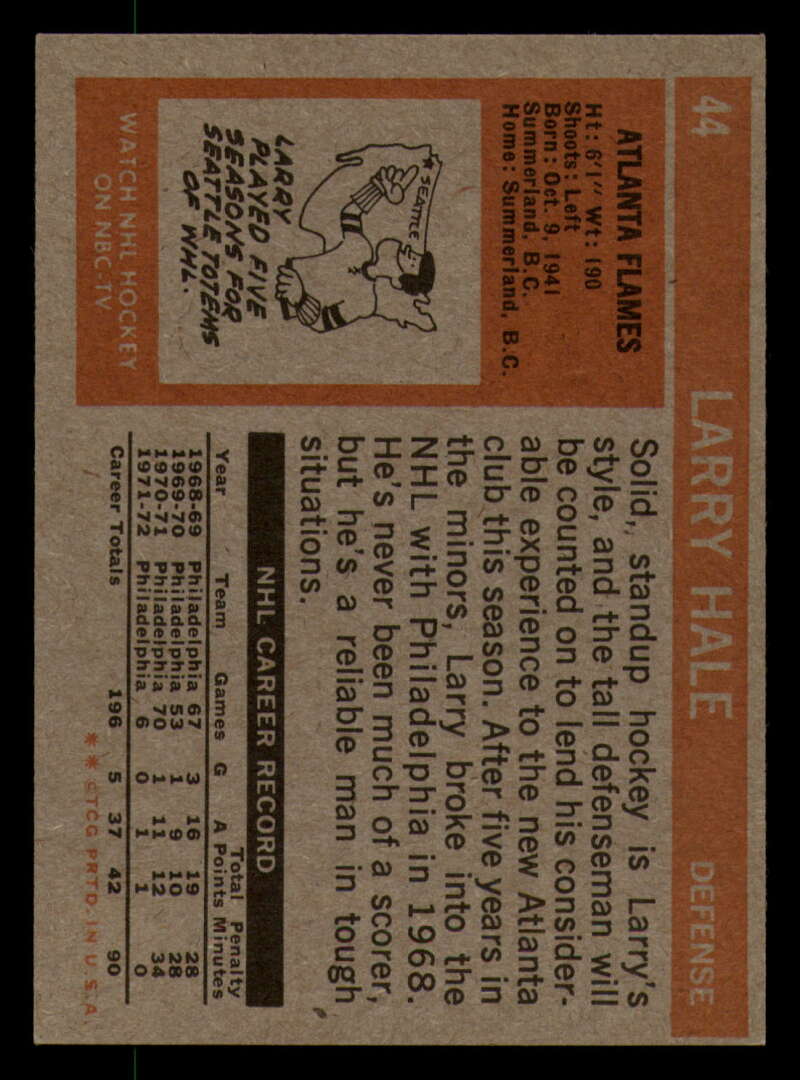 44 LARRY HALE DEFENSE
ATLANTA FLAMES
Ht: 6'1" Wt: 190
Shoots: Left
Born: Oct. 9, 1941
Summerland, B.C.
Home: Summerland, B.C.
★ SEATTLE
LARRY
PLAYED FIVE
SEASONS FOR
SEATTLE TOTEMS
OF WHL.
WATCH NHL HOCKEY
ON NBC-TV
Solid, standup hockey is Larry's
style, and the tall defenseman will
be counted on to lend his consider-
able experience to the new Atlanta
club this season. After five years in
the minors, Larry broke into the
NHL with Philadelphia in 1968.
He's never been much of a scorer,
but he's a reliable man in tough
situations.
NHL CAREER RECORD
Total Penalty
Year Team Games G A Points Minutes
1968-69 Philadelphia 67 3 16 19 28
1969-70 Philadelphia 53 1 9 10 28
1970-71 Philadelphia 70 1 11 12 34
1971-72 Philadelphia 6 0 1 1 0
Career Totals 196 5 37 42 90
** ©TCG PRTD. IN U.S.A.